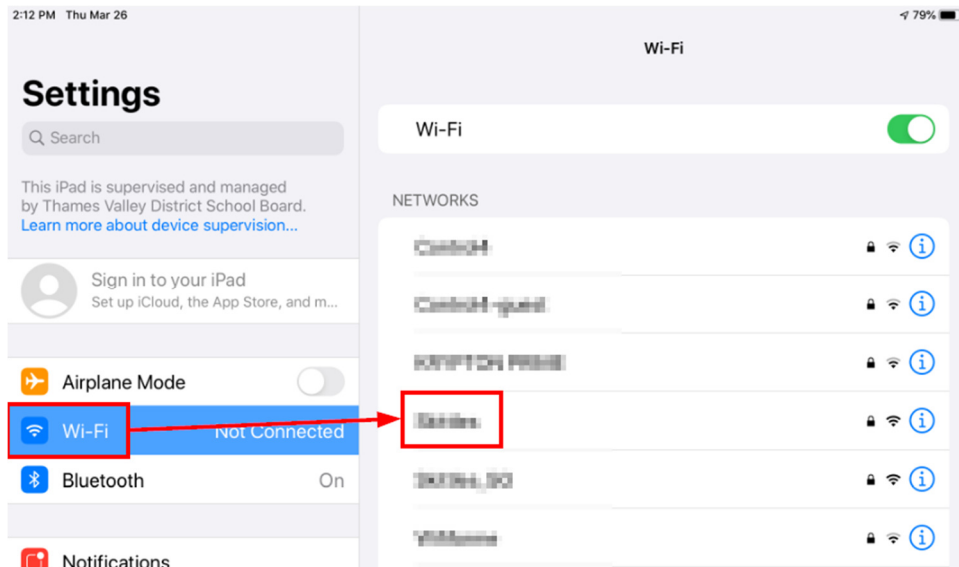 2:12 PM Thu Mar 26
79%
Settings
Search
This iPad is supervised and managed
by Thames Valley District School Board.
Learn more about device supervision...
Sign in to your iPad
Set up iCloud, the App Store, and m...
Airplane Mode
Wi-Fi Not Connected
Bluetooth On
Notifications
Wi-Fi
Wi-Fi
NETWORKS